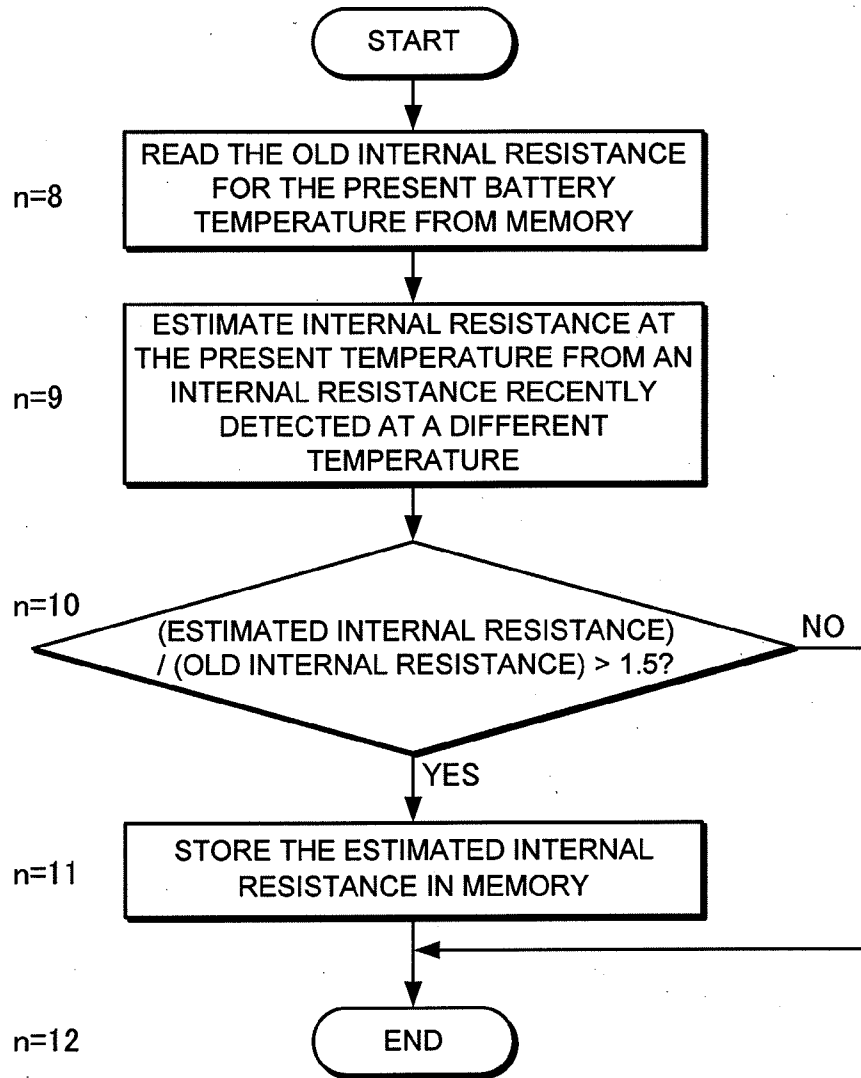 START
n=8
READ THE OLD INTERNAL RESISTANCE
FOR THE PRESENT BATTERY
TEMPERATURE FROM MEMORY
n=9
ESTIMATE INTERNAL RESISTANCE AT
THE PRESENT TEMPERATURE FROM AN
INTERNAL RESISTANCE RECENTLY
DETECTED AT A DIFFERENT
TEMPERATURE
n=10
(ESTIMATED INTERNAL RESISTANCE)
/ (OLD INTERNAL RESISTANCE) > 1.5?
NO
YES
n=11
STORE THE ESTIMATED INTERNAL
RESISTANCE IN MEMORY
n=12
END